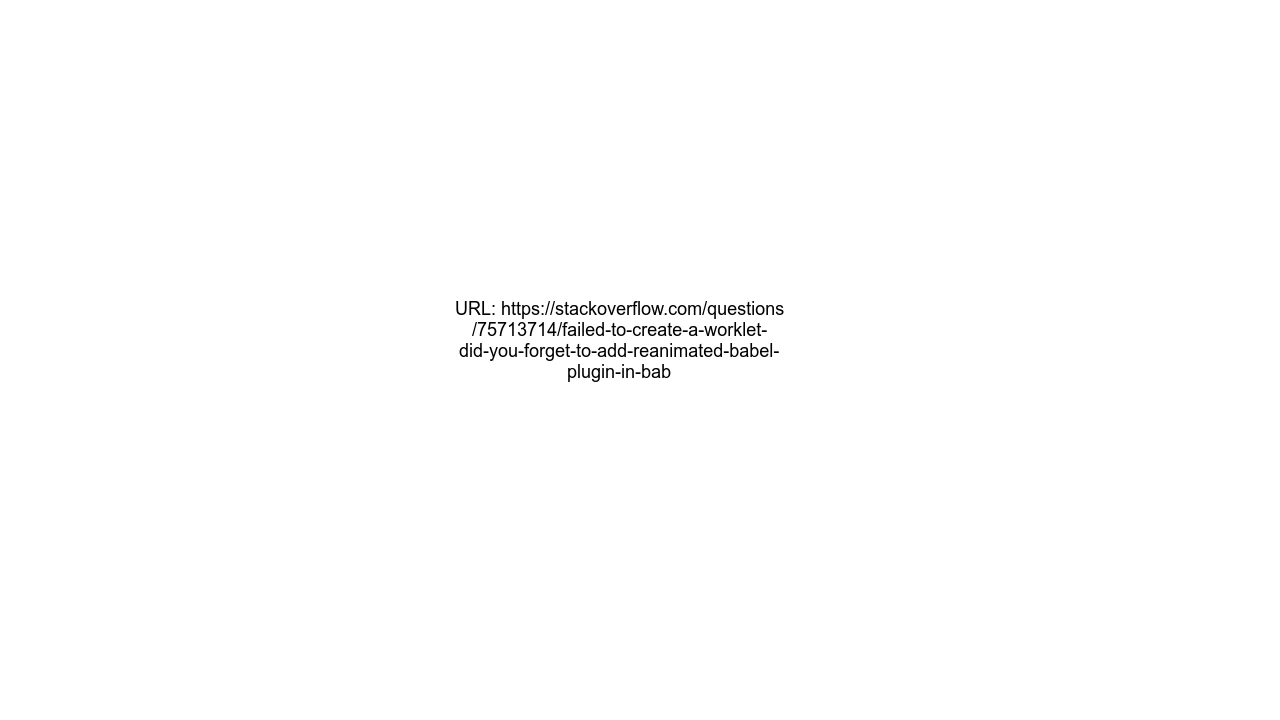 URL: https://stackoverflow.com/questions
/75713714/failed-to-create-a-worklet-
did-you-forget-to-add-reanimated-babel-
plugin-in-bab